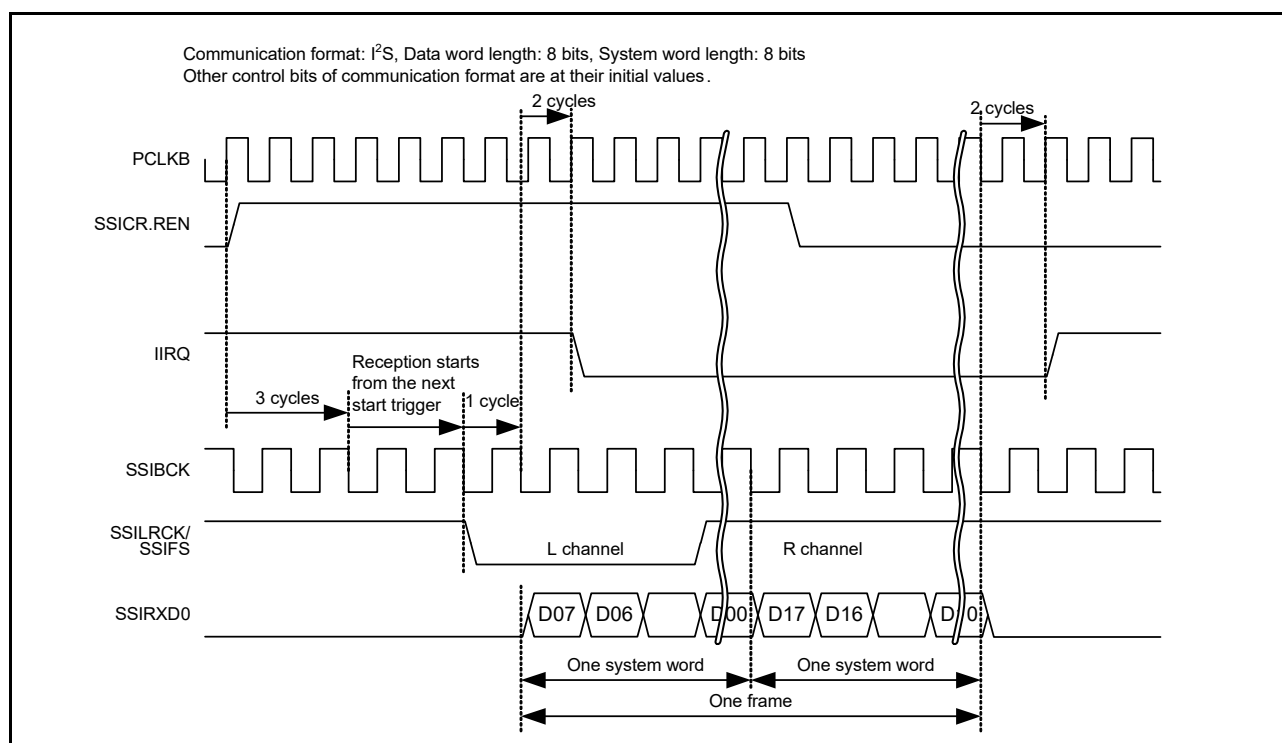 Communication format: I²S, Data word length: 8 bits, System word length: 8 bits
Other control bits of communication format are at their initial values.
2 cycles
2 cycles
PCLKB
SSICR.REN
IIRQ
Reception starts
from the next
start trigger
3 cycles
1 cycle
SSIBCK
SSILRCK/
SSIFS
L channel
R channel
SSIRXD0
D07
D06
D00
D17
D16
One system word
One system word
One frame